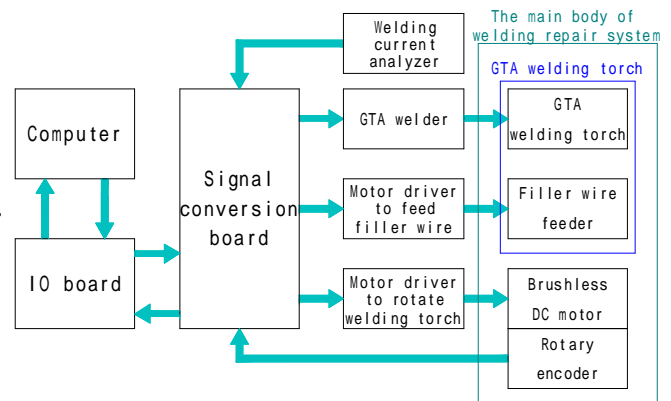 The main body of
welding repair system
Welding
current
analyzer
GTA welding torch
Computer
GTA welder
GTA
welding torch
Signal
conversion
board
Motor driver
to feed
filler wire
Filler wire
feeder
IO board
Motor driver
to rotate
welding torch
Brushless
DC motor
Rotary
encoder